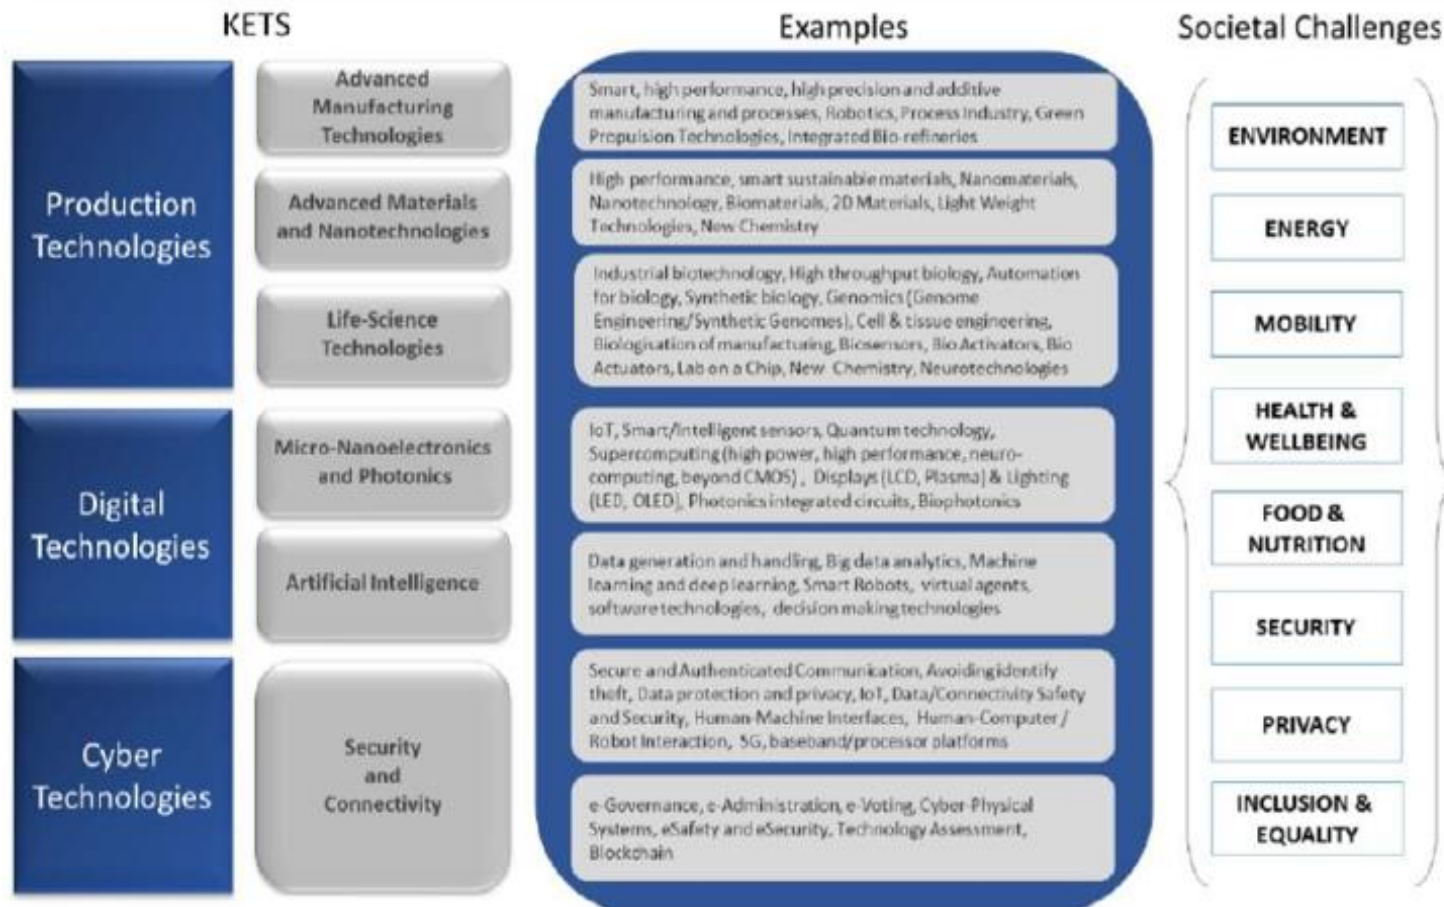 KETS
Examples
Societal Challenges
Production
Technologies
Advanced
Manufacturing
Technologies
Smart, high performance, high precision and additive
manufacturing and processes, Robotics, Process Industry, Green
Propulsion Technologies, Integrated Bio-refineries
Advanced Materials
and Nanotechnologies
High performance, smart sustainable materials, Nanomaterials,
Nanotechnology, Biomaterials, 2D Materials, Light Weight
Technologies, New Chemistry
Life-Science
Technologies
Industrial biotechnology, High throughput biology, Automation
for biology, Synthetic biology, Genomics (Genome
Engineering/Synthetic Genomes), Cell & tissue engineering,
Biologisation of manufacturing, Biosensors, Bio Activators, Bio
Actuators, Lab on a Chip, New Chemistry, Neurotechnologies
Digital
Technologies
Micro-Nanoelectronics
and Photonics
IoT, Smart/Intelligent sensors, Quantum technology,
Supercomputing (high power, high performance, neuro-
computing, beyond CMOS) , Displays (LCD, Plasma) & Lighting
(LED, OLED), Photonics integrated circuits, Biophotonics
Artificial Intelligence
Data generation and handling, Big data analytics, Machine
learning and deep learning, Smart Robots, virtual agents,
software technologies, decision making technologies
Cyber
Technologies
Security
and
Connectivity
Secure and Authenticated Communication, Avoiding identify
theft, Data protection and privacy, IoT, Data/Connectivity Safety
and Security, Human-Machine Interfaces, Human-Computer /
Robot Interaction, 5G, baseband/processor platforms
e-Governance, e-Administration, e-Voting, Cyber-Physical
Systems, eSafety and eSecurity, Technology Assessment,
Blockchain
ENVIRONMENT
ENERGY
MOBILITY
HEALTH &
WELLBEING
FOOD &
NUTRITION
SECURITY
PRIVACY
INCLUSION &
EQUALITY